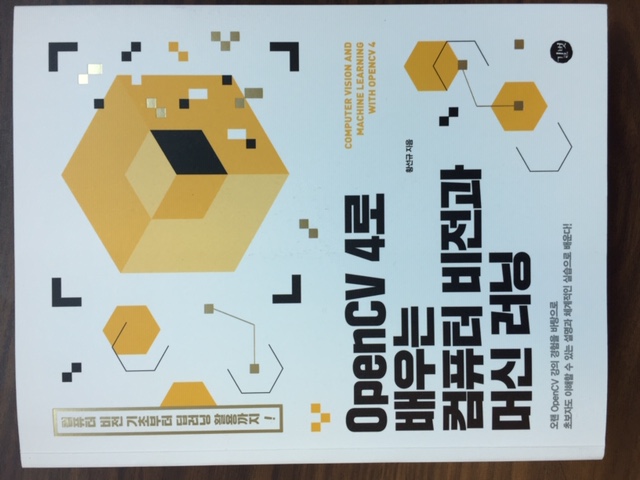 컴퓨터 비전 기초부터 딥러닝 활용까지!
OpenCV 4로
배우는
컴퓨터 비전과
머신 러닝
COMPUTER VISION AND
MACHINE LEARNING
WITH OPENCV 4
황선규 지음
오랜 OpenCV 강의 경험을 바탕으로
초보자도 이해할 수 있는 설명과 체계적인 실습으로 배운다!
길벗